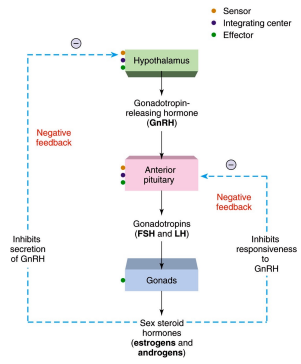 Sensor
Integrating center
Effector
Hypothalamus
Gonadotropin-
releasing hormone
(GnRH)
Negative
feedback
Anterior
pituitary
Negative
feedback
Gonadotropins
(FSH and LH)
Inhibits
secretion
of GnRH
Inhibits
responsiveness
to
GnRH
Gonads
Sex steroid
hormones
(estrogens and
androgens)